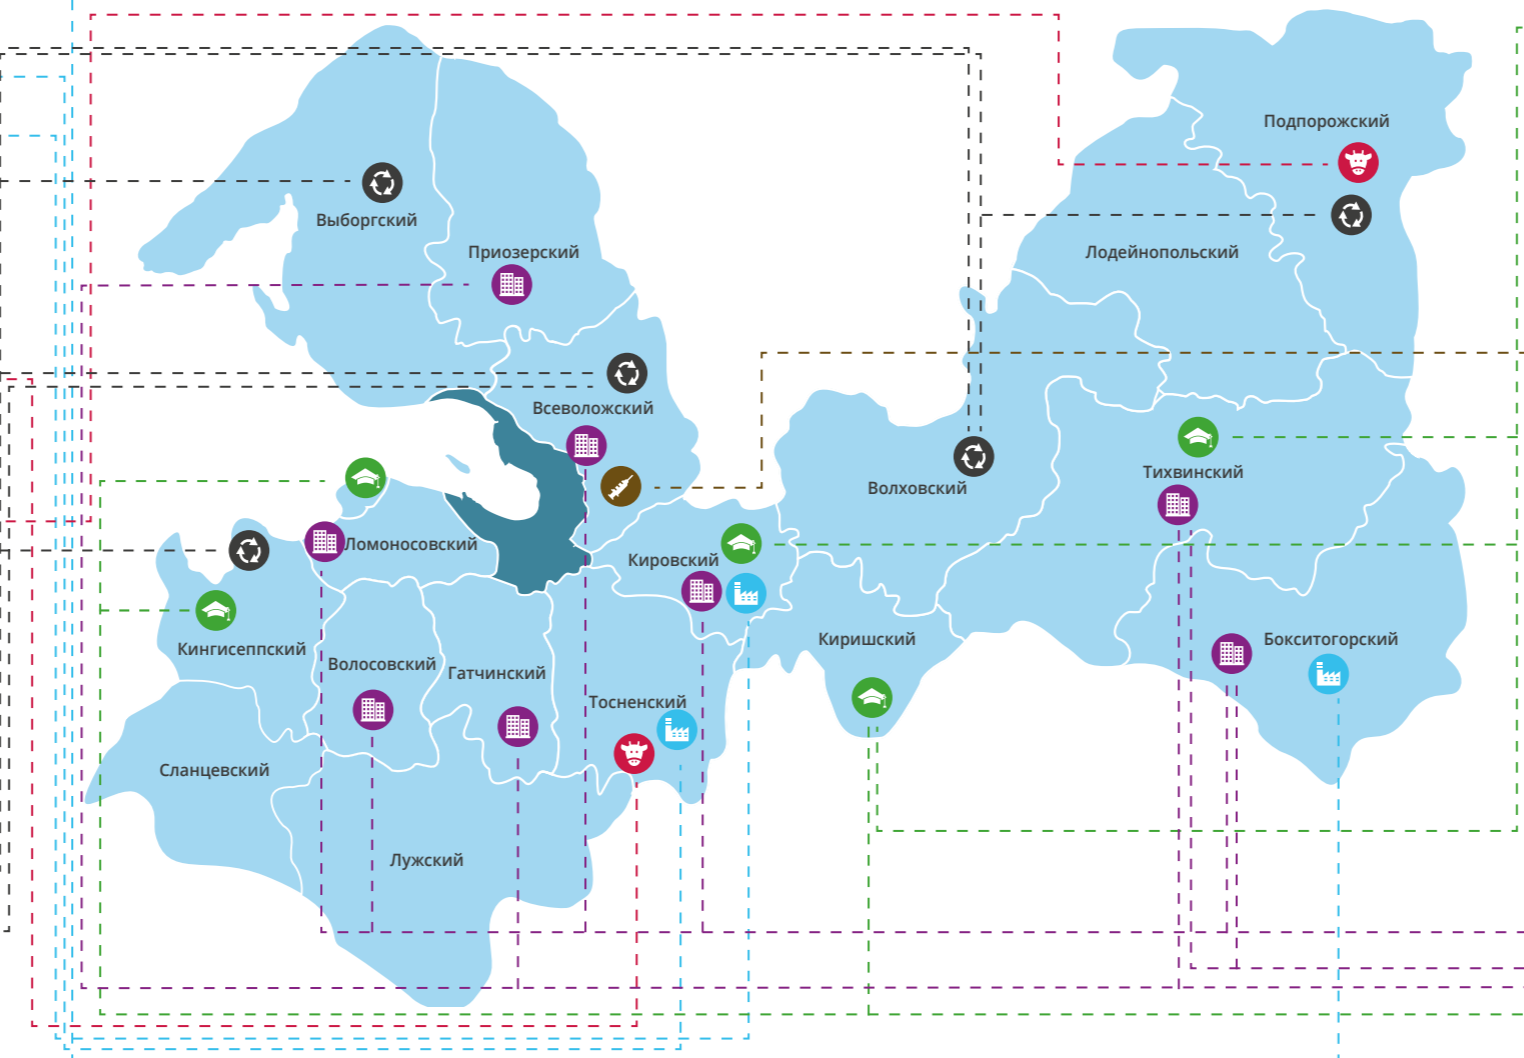 Подпорожский
Выборгский
Приозерский
Лодейнопольский
Всеволожский
Тихвинский
Волховский
Ломоносовский
Кировский
Кингисеппский
Волосовский
Гатчинский
Киришский
Бокситогорский
Тосненский
Сланцевский
Лужский